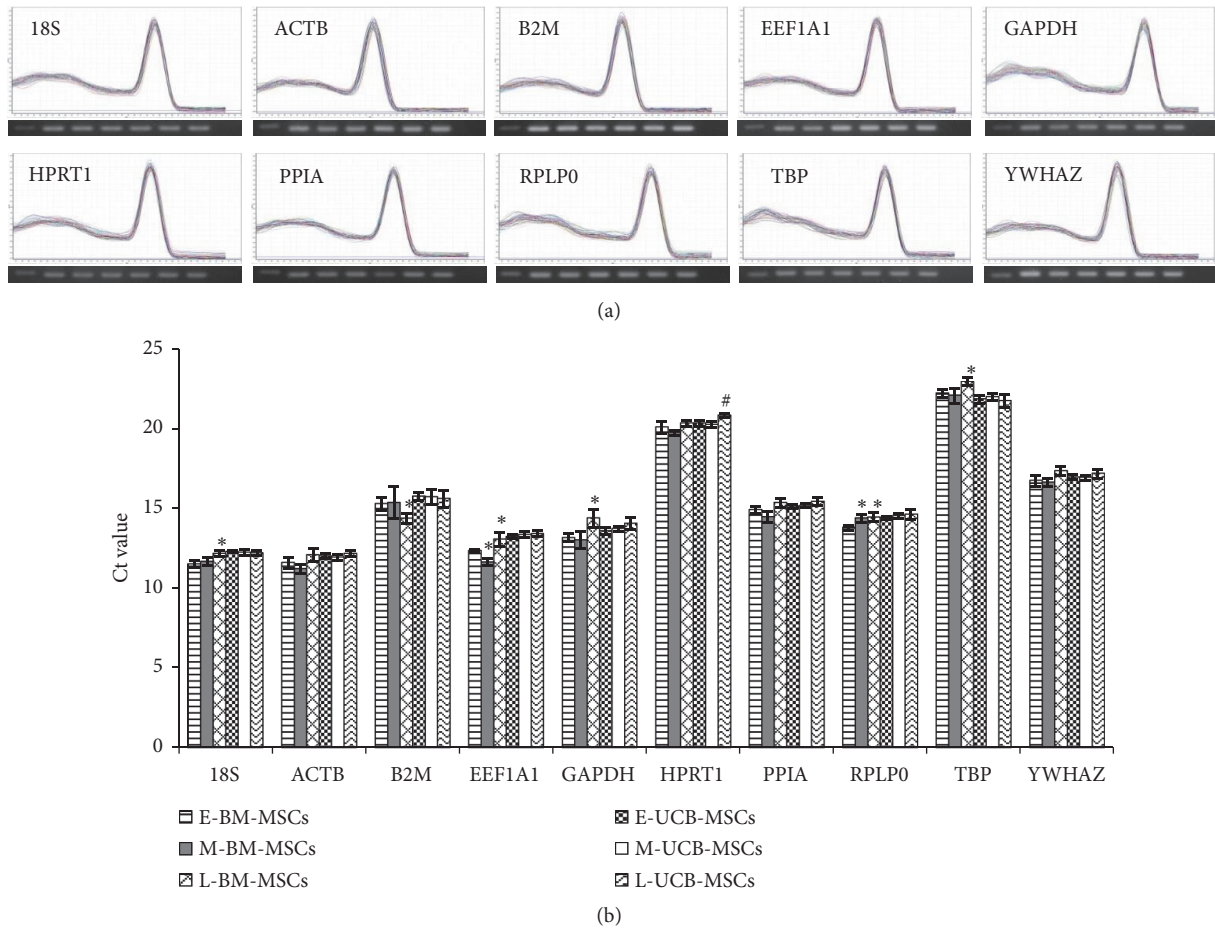 18S ACTB B2M EEF1A1 GAPDH
HPRT1 PPIA RPLP0 TBP YWHAZ
(a)
25
20
15
10
5
0
Ct value
*
*
*
*
*
#
*
*
*
18S ACTB B2M EEF1A1 GAPDH HPRT1 PPIA RPLP0 TBP YWHAZ
E-BM-MSCs
M-BM-MSCs
L-BM-MSCs
E-UCB-MSCs
M-UCB-MSCs
L-UCB-MSCs
(b)